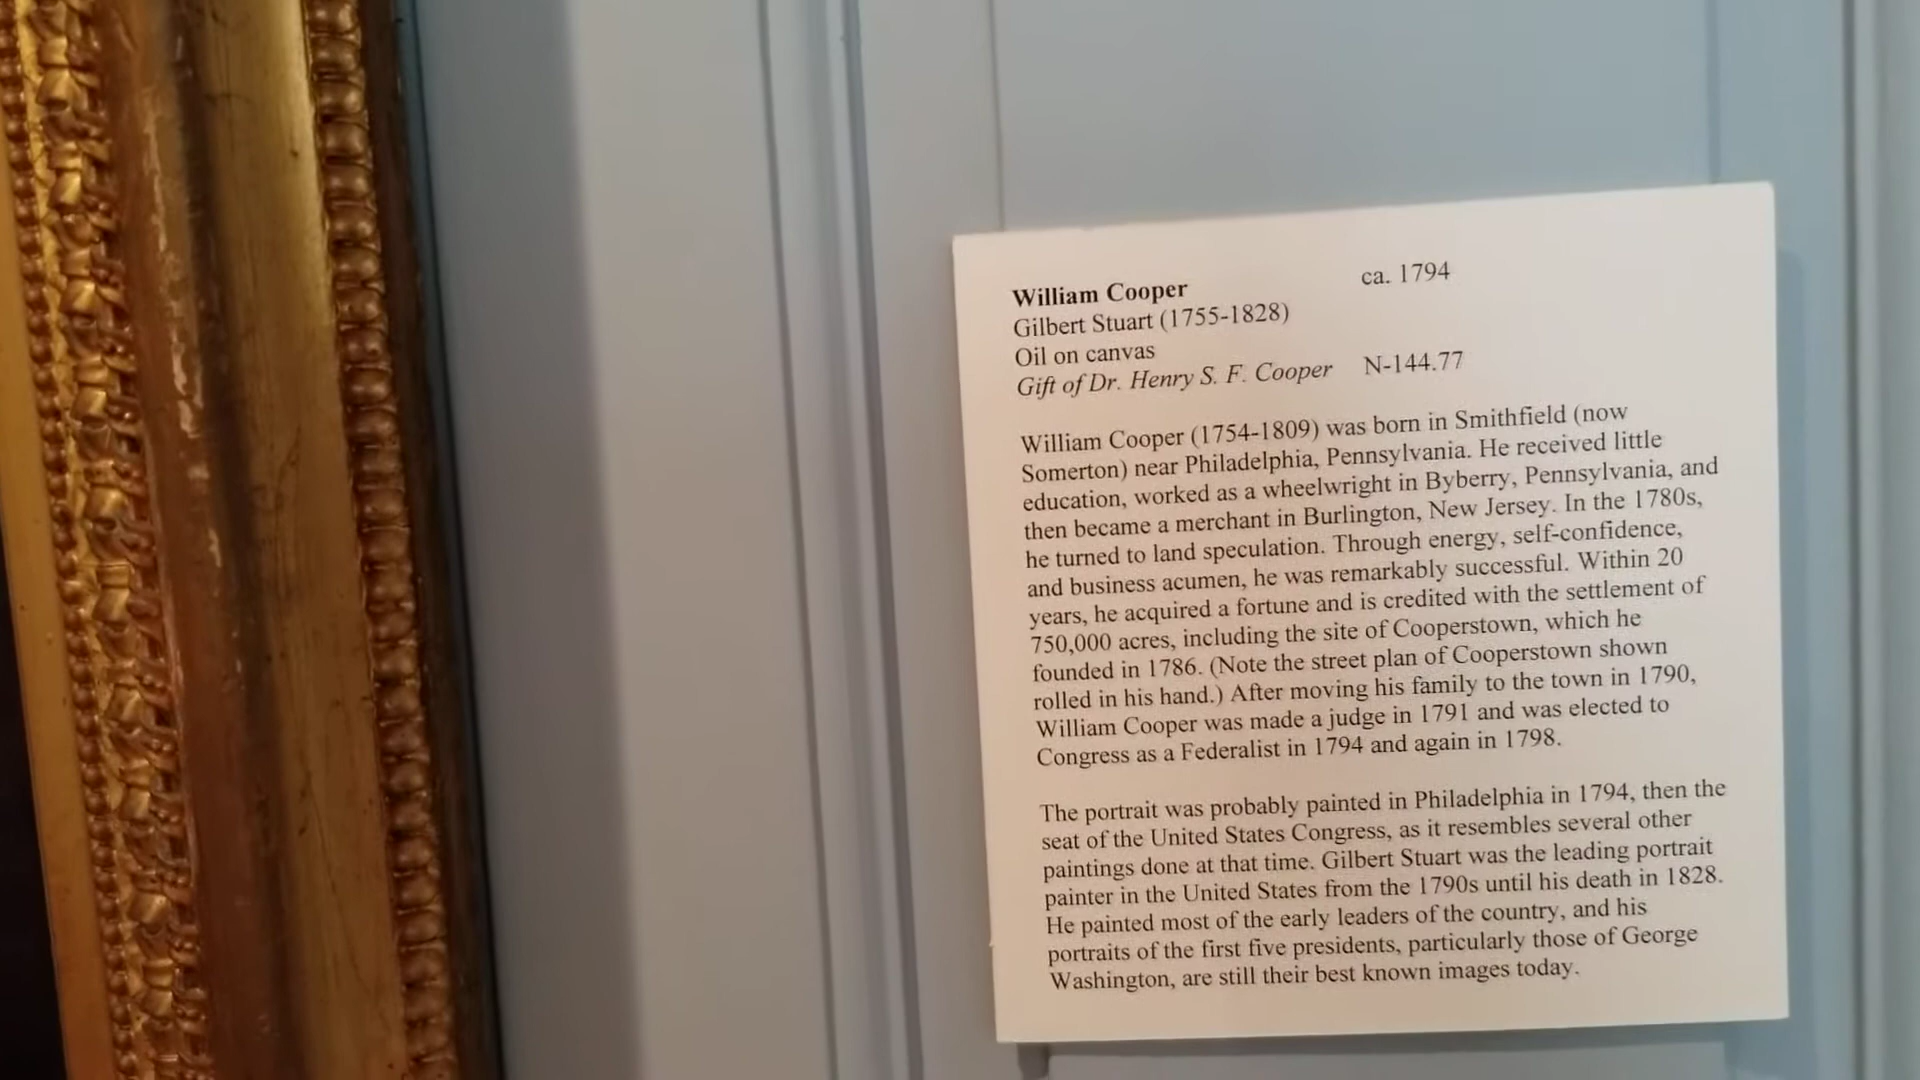 William Cooper ca. 1794
Gilbert Stuart (1755-1828)
Oil on canvas
Gift of Dr. Henry S. F. Cooper N-144.77
William Cooper (1754-1809) was born in Smithfield (now
Somerton) near Philadelphia, Pennsylvania. He received little
education, worked as a wheelwright in Byberry, Pennsylvania, and
then became a merchant in Burlington, New Jersey. In the 1780s,
he turned to land speculation. Through energy, self-confidence,
and business acumen, he was remarkably successful. Within 20
years, he acquired a fortune and is credited with the settlement of
750,000 acres, including the site of Cooperstown, which he
founded in 1786. (Note the street plan of Cooperstown shown
rolled in his hand.) After moving his family to the town in 1790,
William Cooper was made a judge in 1791 and was elected to
Congress as a Federalist in 1794 and again in 1798.
The portrait was probably painted in Philadelphia in 1794, then the
seat of the United States Congress, as it resembles several other
paintings done at that time. Gilbert Stuart was the leading portrait
painter in the United States from the 1790s until his death in 1828.
He painted most of the early leaders of the country, and his
portraits of the first five presidents, particularly those of George
Washington, are still their best known images today.